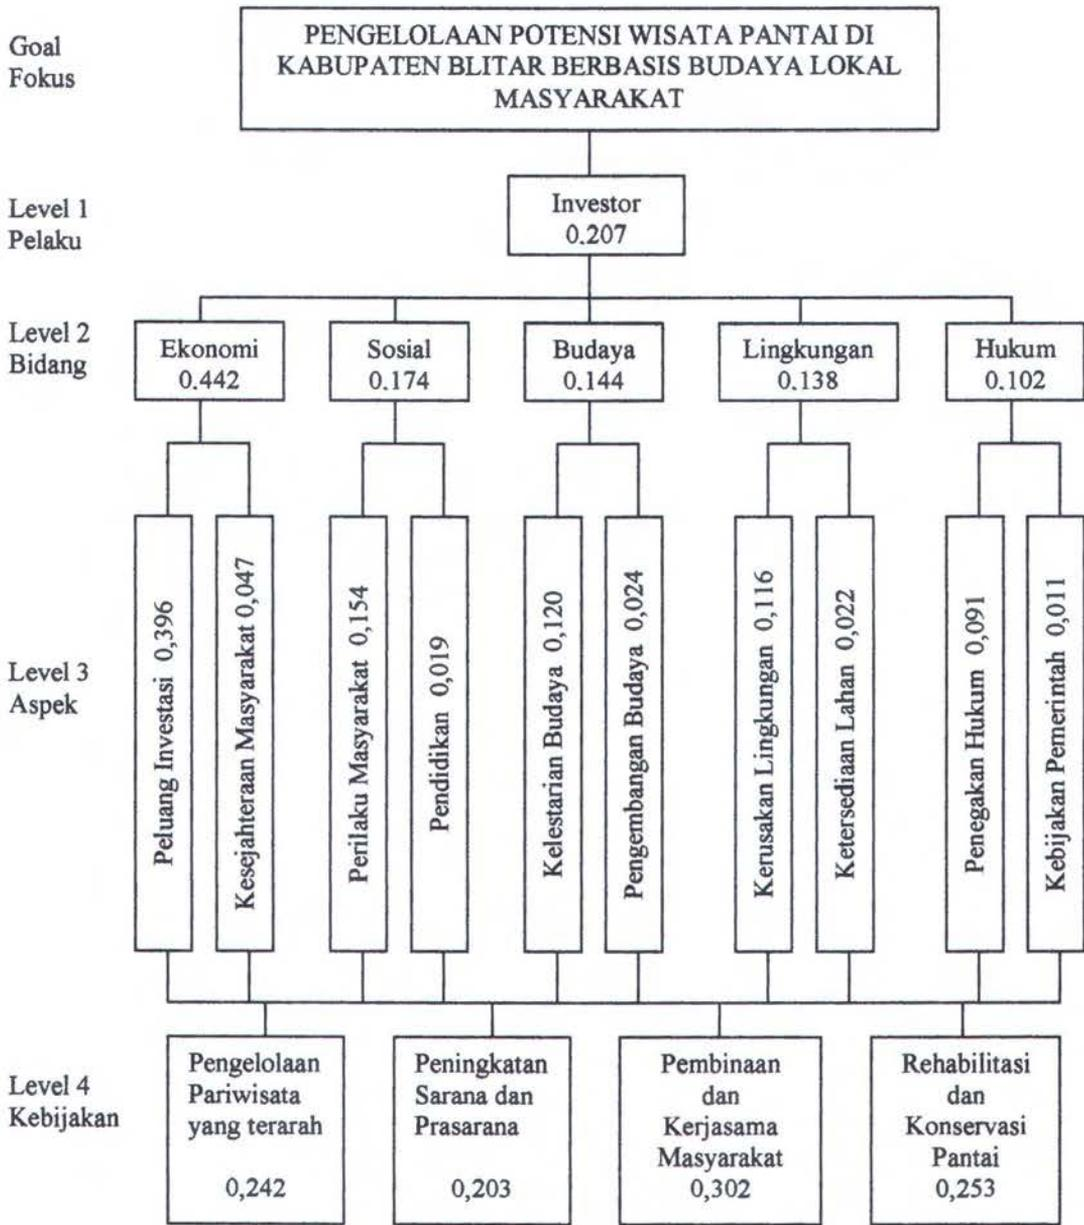 Goal
Fokus
PENGELOLAAN POTENSI WISATA PANTAI DI
KABUPATEN BLITAR BERBASIS BUDAYA LOKAL
MASYARAKAT
Level 1
Pelaku
Investor
0.207
Level 2
Bidang
Ekonomi
0.442
Sosial
0.174
Budaya
0.144
Lingkungan
0.138
Hukum
0.102
Level 3
Aspek
Peluang Investasi 0,396
Kesejahteraan Masyarakat 0,047
Perilaku Masyarakat 0,154
Pendidikan 0,019
Kelestarian Budaya 0,120
Pengembangan Budaya 0,024
Kerusakan Lingkungan 0,116
Ketersediaan Lahan 0,022
Penegakan Hukum 0,091
Kebijakan Pemerintah 0,011
Level 4
Kebijakan
Pengelolaan
Pariwisata
yang terarah
0,242
Peningkatan
Sarana dan
Prasarana
0,203
Pembinaan
dan
Kerjasama
Masyarakat
0,302
Rehabilitasi
dan
Konservasi
Pantai
0,253